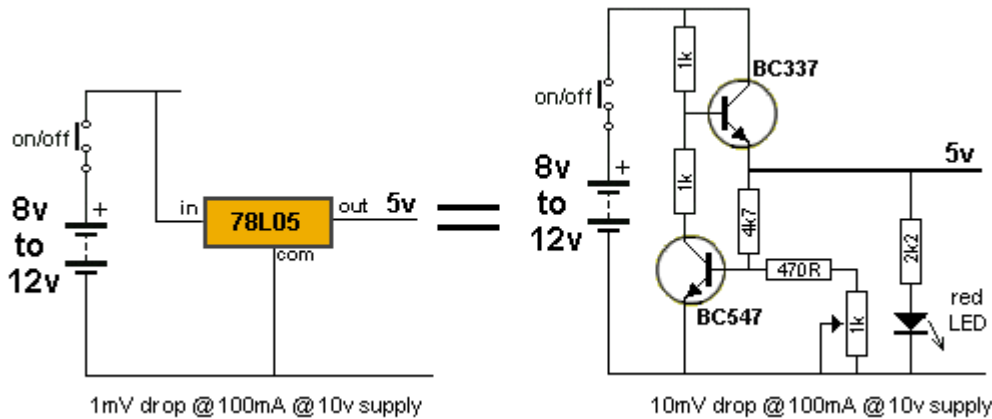 on/off
+
8v
to
12v
in
78L05
out
5v
com
1mV drop @ 100mA @ 10v supply
=
on/off
+
8v
to
12v
1k
BC337
5v
1k
4k7
470R
BC547
1k
2k2
red
LED
10mV drop @ 100mA @ 10v supply